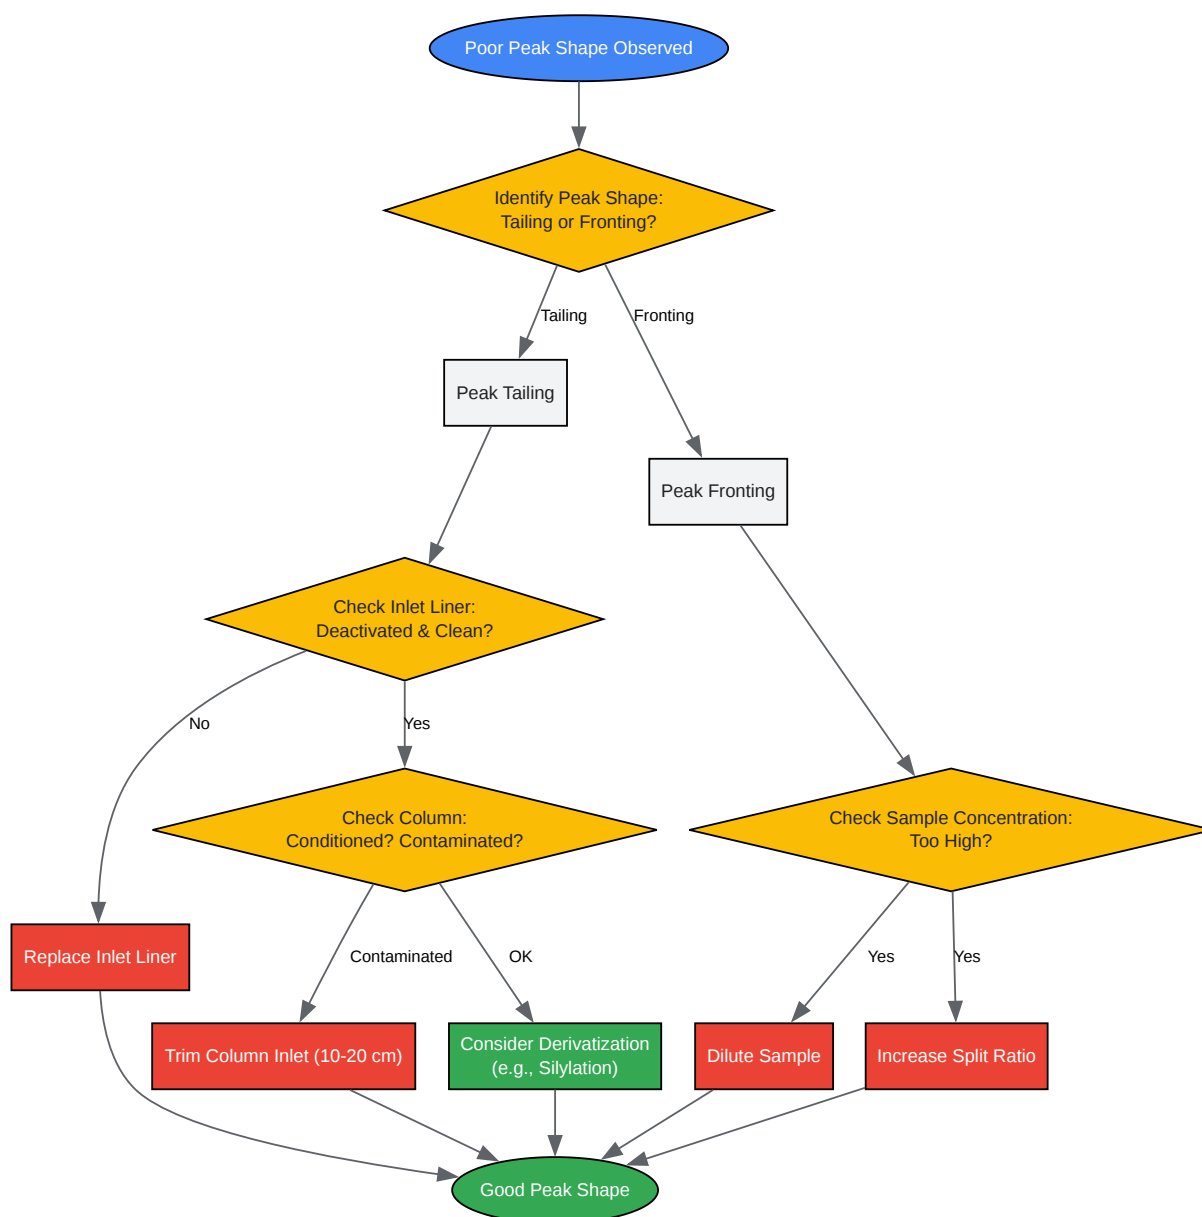 Poor Peak Shape Observed
Identify Peak Shape:
Tailing or Fronting?
Tailing
Fronting
Peak Tailing
Peak Fronting
Check Inlet Liner:
Deactivated & Clean?
No
Yes
Check Column:
Conditioned? Contaminated?
Check Sample Concentration:
Too High?
Replace Inlet Liner
Contaminated
OK
Yes
Yes
Trim Column Inlet (10-20 cm)
Consider Derivatization
(e.g., Silylation)
Dilute Sample
Increase Split Ratio
Good Peak Shape